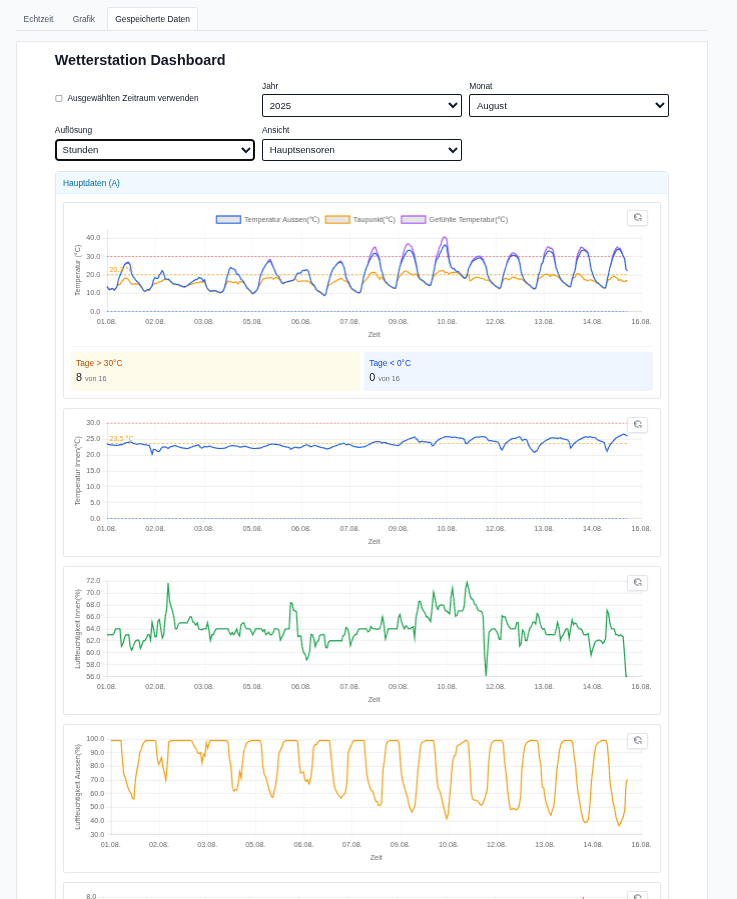 Echtzeit Grafik Gespeicherte Daten
Wetterstation Dashboard
Ausgewählten Zeitraum verwenden
Jahr
2025
Monat
August
Auflösung
Stunden
Ansicht
Hauptsensoren
Hauptdaten (A)
Temperatur Aussen(°C) Taupunkt(°C) Gefühlte Temperatur(°C)
Temperatur (°C)
40.0
30.0
20.0
10.0
0.0
01.08. 02.08. 03.08. 05.08. 06.08. 07.08. 09.08. 10.08. 12.08. 13.08. 14.08. 16.08.
Zeit
Tage > 30°C
8 von 16
Tage < 0°C
0 von 16
Temperatur Innen(°C)
30.0
25.0
23,5 °C
20.0
15.0
10.0
5.0
0.0
01.08. 02.08. 03.08. 05.08. 06.08. 07.08. 09.08. 10.08. 12.08. 13.08. 14.08. 16.08.
Zeit
Luftfeuchtigkeit Innen(%)
72.0
70.0
68.0
66.0
64.0
62.0
60.0
58.0
56.0
01.08. 02.08. 03.08. 05.08. 06.08. 07.08. 09.08. 10.08. 12.08. 13.08. 14.08. 16.08.
Zeit
Luftfeuchtigkeit Aussen(%)
100.0
90.0
80.0
70.0
60.0
50.0
40.0
30.0
01.08. 02.08. 03.08. 05.08. 06.08. 07.08. 09.08. 10.08. 12.08. 13.08. 14.08. 16.08.
Zeit
8.0